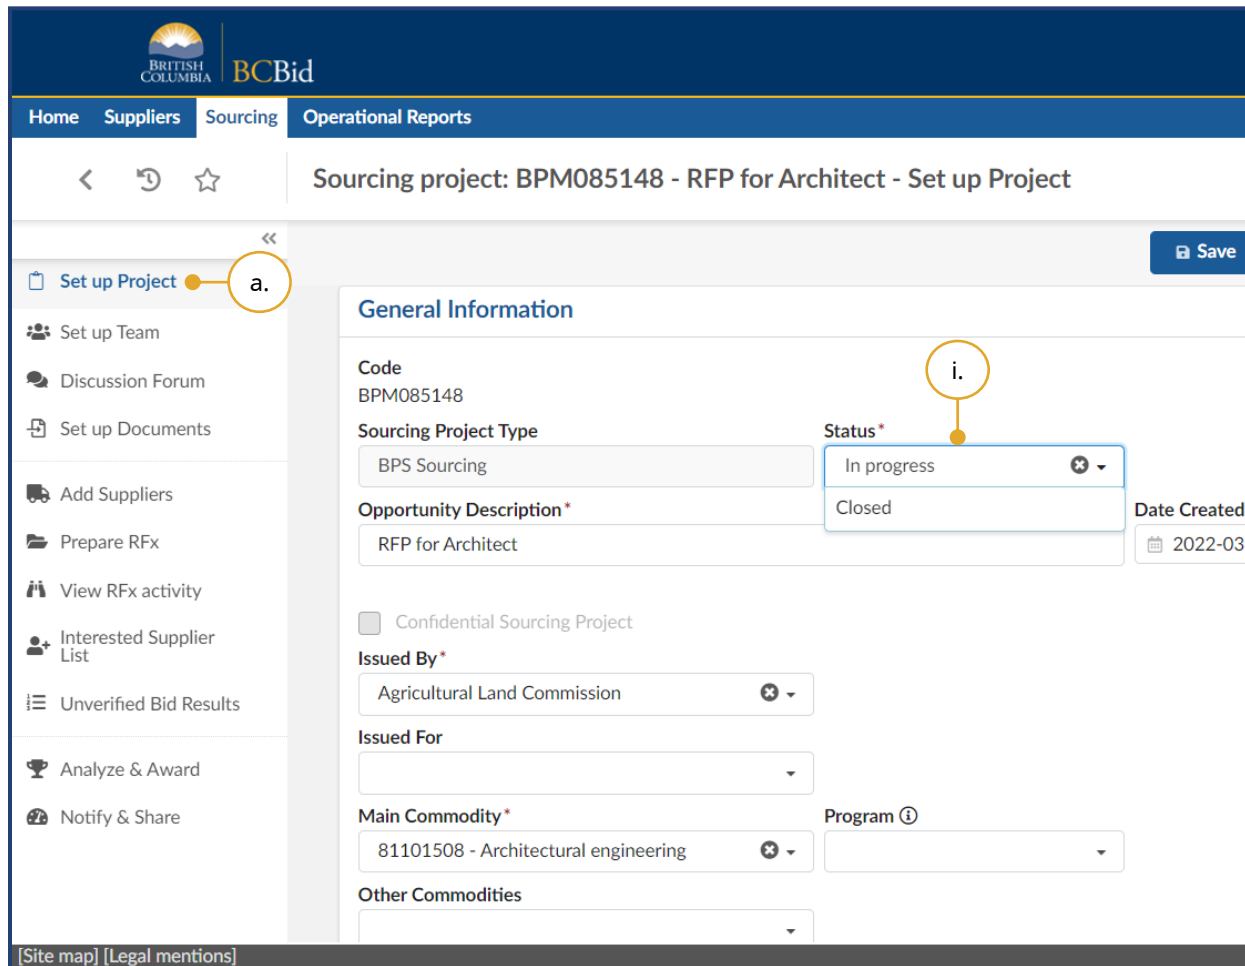 BRITISH
COLUMBIA
BCBid
Home Suppliers Sourcing Operational Reports
Sourcing project: BPM085148 - RFP for Architect - Set up Project
Save
Set up Project
a.
General Information
Set up Team
Discussion Forum
Set up Documents
Add Suppliers
Prepare RFx
View RFx activity
Interested Supplier
List
Unverified Bid Results
Analyze & Award
Notify & Share
Code
BPM085148
i.
Sourcing Project Type
Status*
BPS Sourcing
In progress
Closed
Opportunity Description*
Date Created
RFP for Architect
2022-03
Confidential Sourcing Project
Issued By*
Agricultural Land Commission
Issued For
Main Commodity*
Program
81101508 - Architectural engineering
Other Commodities
[Site map] [Legal mentions]